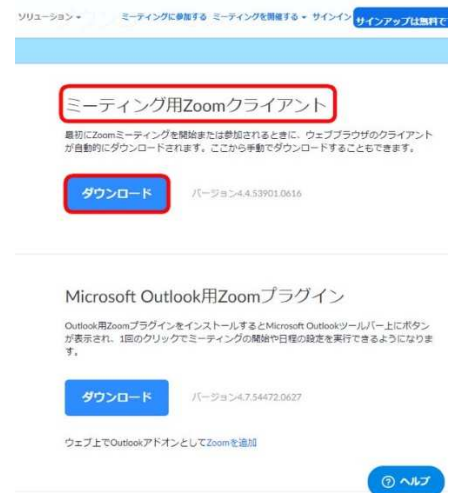 ソリューション ミーティングに参加する ミーティングを開催する サインイン サインアップは無料で
ミーティング用Zoomクライアント
最初にZoomミーティングを開始または参加されるときに、ウェブブラウザのクライアント
が自動的にダウンロードされます。ここから手動でダウンロードすることもできます。
ダウンロード バージョン4.4.53901.0616
Microsoft Outlook用Zoomプラグイン
Outlook用ZoomプラグインをインストールするとMicrosoft Outlookツールバー上にボタン
が表示され、1回のクリックでミーティングの開始や日程の設定を実行できるようになりま
す。
ダウンロード バージョン4.7.54472.0627
ウェブ上でOutlookアドオンとしてZoomを追加
? ヘルプ